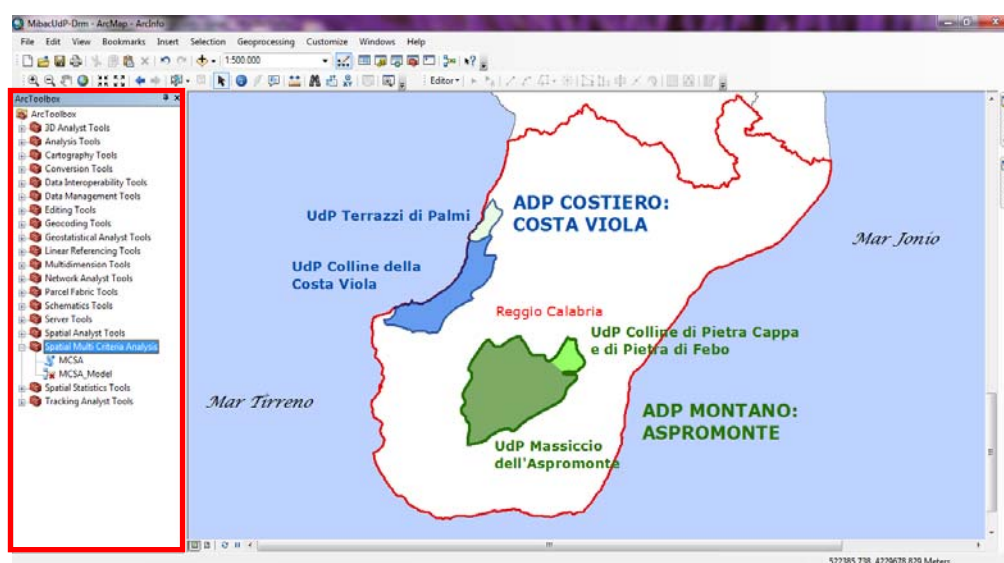 MibacUdP-Drm - ArcMap - ArcInfo
File Edit View Bookmarks Insert Selection Geoprocessing Customize Windows Help
1:500 000
Editor
ArcToolbox
ArcToolbox
3D Analyst Tools
Analysis Tools
Cartography Tools
Conversion Tools
Data Interoperability Tools
Data Management Tools
Editing Tools
Geocoding Tools
Geostatistical Analyst Tools
Linear Referencing Tools
Multidimension Tools
Network Analyst Tools
Parcel Fabric Tools
Schematics Tools
Server Tools
Spatial Analyst Tools
Spatial Multi Criteria Analysis
MCSA
MCSA_Model
Spatial Statistics Tools
Tracking Analyst Tools
UdP Terrazzi di Palmi
ADP COSTIERO:
COSTA VIOLA
UdP Colline della
Costa Viola
Mar Jonio
Reggio Calabria
UdP Colline di Pietra Cappa
e di Pietra di Febo
Mar Tirreno
ADP MONTANO:
ASPROMONTE
UdP Massiccio
dell'Aspromonte
522385,738 4229678,829 Meters